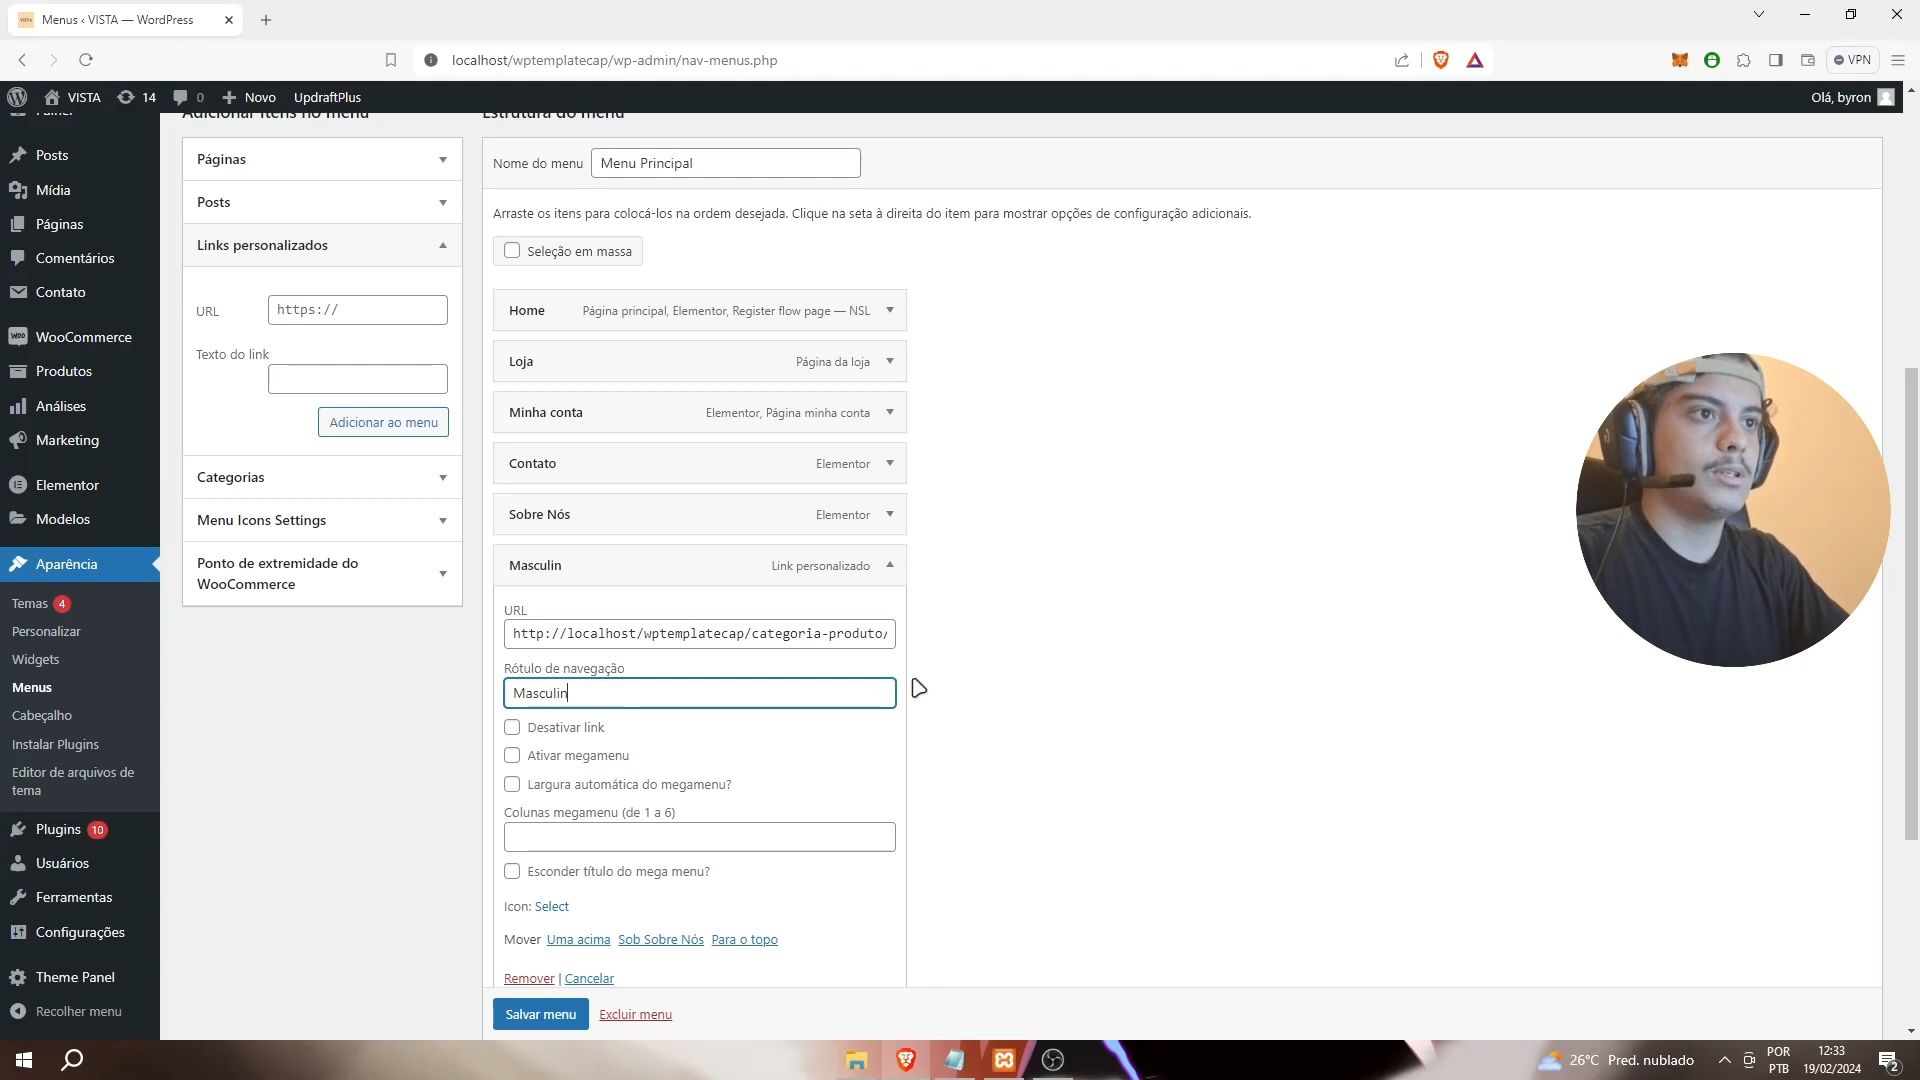 Menus ‹ VISTA — WordPress
localhost/wptemplatecap/wp-admin/nav-menus.php
VPN
VISTA 14 0 Novo UpdraftPlus
Olá, byron
Painel
Posts
Mídia
Páginas
Comentários
Contato
WooCommerce
Produtos
Análises
Marketing
Elementor
Modelos
Aparência
Temas 4
Personalizar
Widgets
Menus
Cabeçalho
Instalar Plugins
Editor de arquivos de
tema
Plugins 10
Usuários
Ferramentas
Configurações
Theme Panel
Recolher menu
Adicionar itens no menu
Páginas
Posts
Links personalizados
URL
https://
Texto do link
Adicionar ao menu
Categorias
Menu Icons Settings
Ponto de extremidade do
WooCommerce
Estrutura do menu
Nome do menu Menu Principal
Arraste os itens para colocá-los na ordem desejada. Clique na seta à direita do item para mostrar opções de configuração adicionais.
Seleção em massa
Home Página principal, Elementor, Register flow page — NSL
Loja Página da loja
Minha conta Elementor, Página minha conta
Contato Elementor
Sobre Nós Elementor
Masculin Link personalizado
URL
http://localhost/wptemplatecap/categoria-produto/
Rótulo de navegação
Masculin
Desativar link
Ativar megamenu
Largura automática do megamenu?
Colunas megamenu (de 1 a 6)
Esconder título do mega menu?
Icon: Select
Mover Uma acima Sob Sobre Nós Para o topo
Remover | Cancelar
Salvar menu Excluir menu
26°C Pred. nublado
POR
PTB
12:33
19/02/2024
2